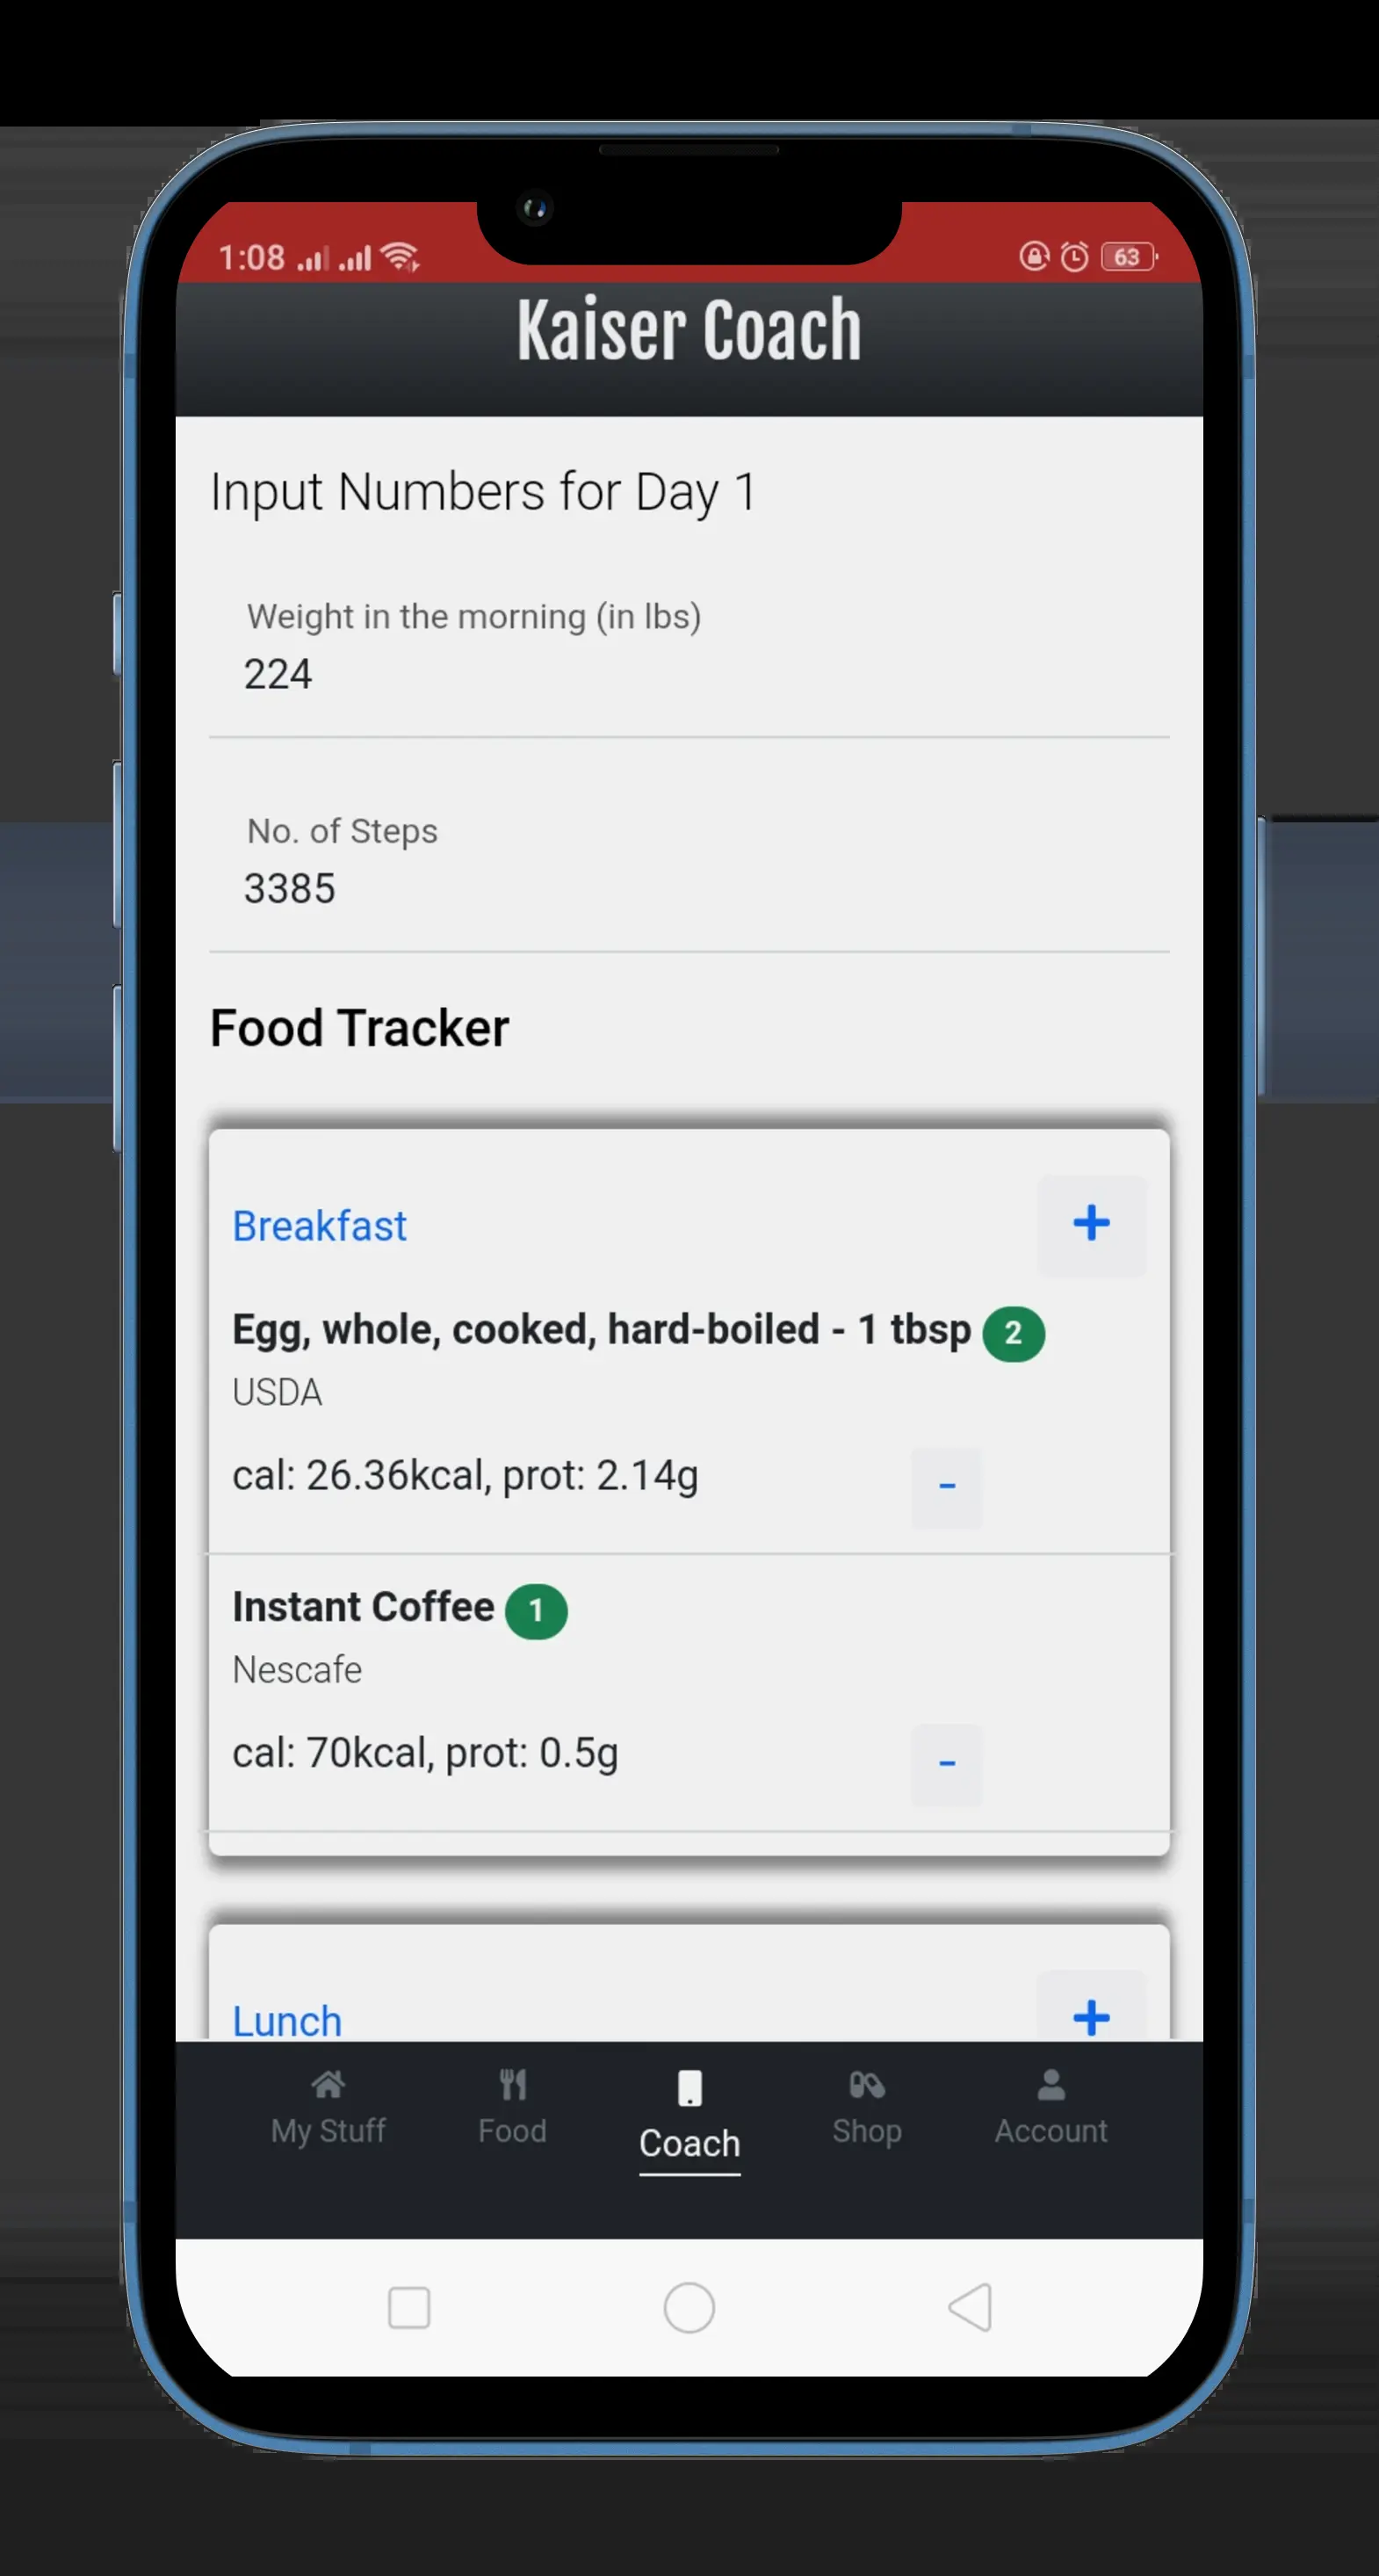 1:08
63
Kaiser Coach
Input Numbers for Day 1
Weight in the morning (in lbs)
224
No. of Steps
3385
Food Tracker
Breakfast
+
Egg, whole, cooked, hard-boiled - 1 tbsp 2
USDA
cal: 26.36kcal, prot: 2.14g
-
Instant Coffee 1
Nescafe
cal: 70kcal, prot: 0.5g
-
Lunch
+
My Stuff
Food
Coach
Shop
Account